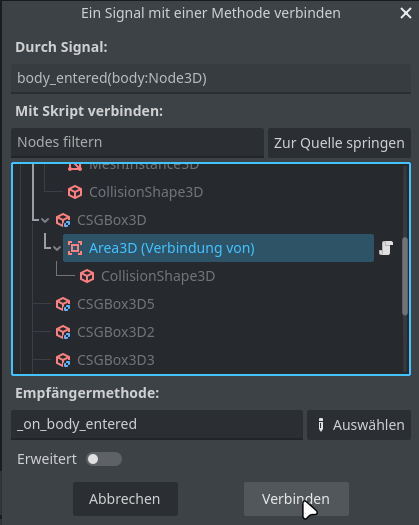 Ein Signal mit einer Methode verbinden
Durch Signal:
body_entered(body:Node3D)
Mit Skript verbinden:
Nodes filtern
Zur Quelle springen
MeshInstance3D
CollisionShape3D
CSGBox3D
Area3D (Verbindung von)
CollisionShape3D
CSGBox3D5
CSGBox3D2
CSGBox3D3
Empfängermethode:
_on_body_entered
Auswählen
Erweitert
Abbrechen
Verbinden